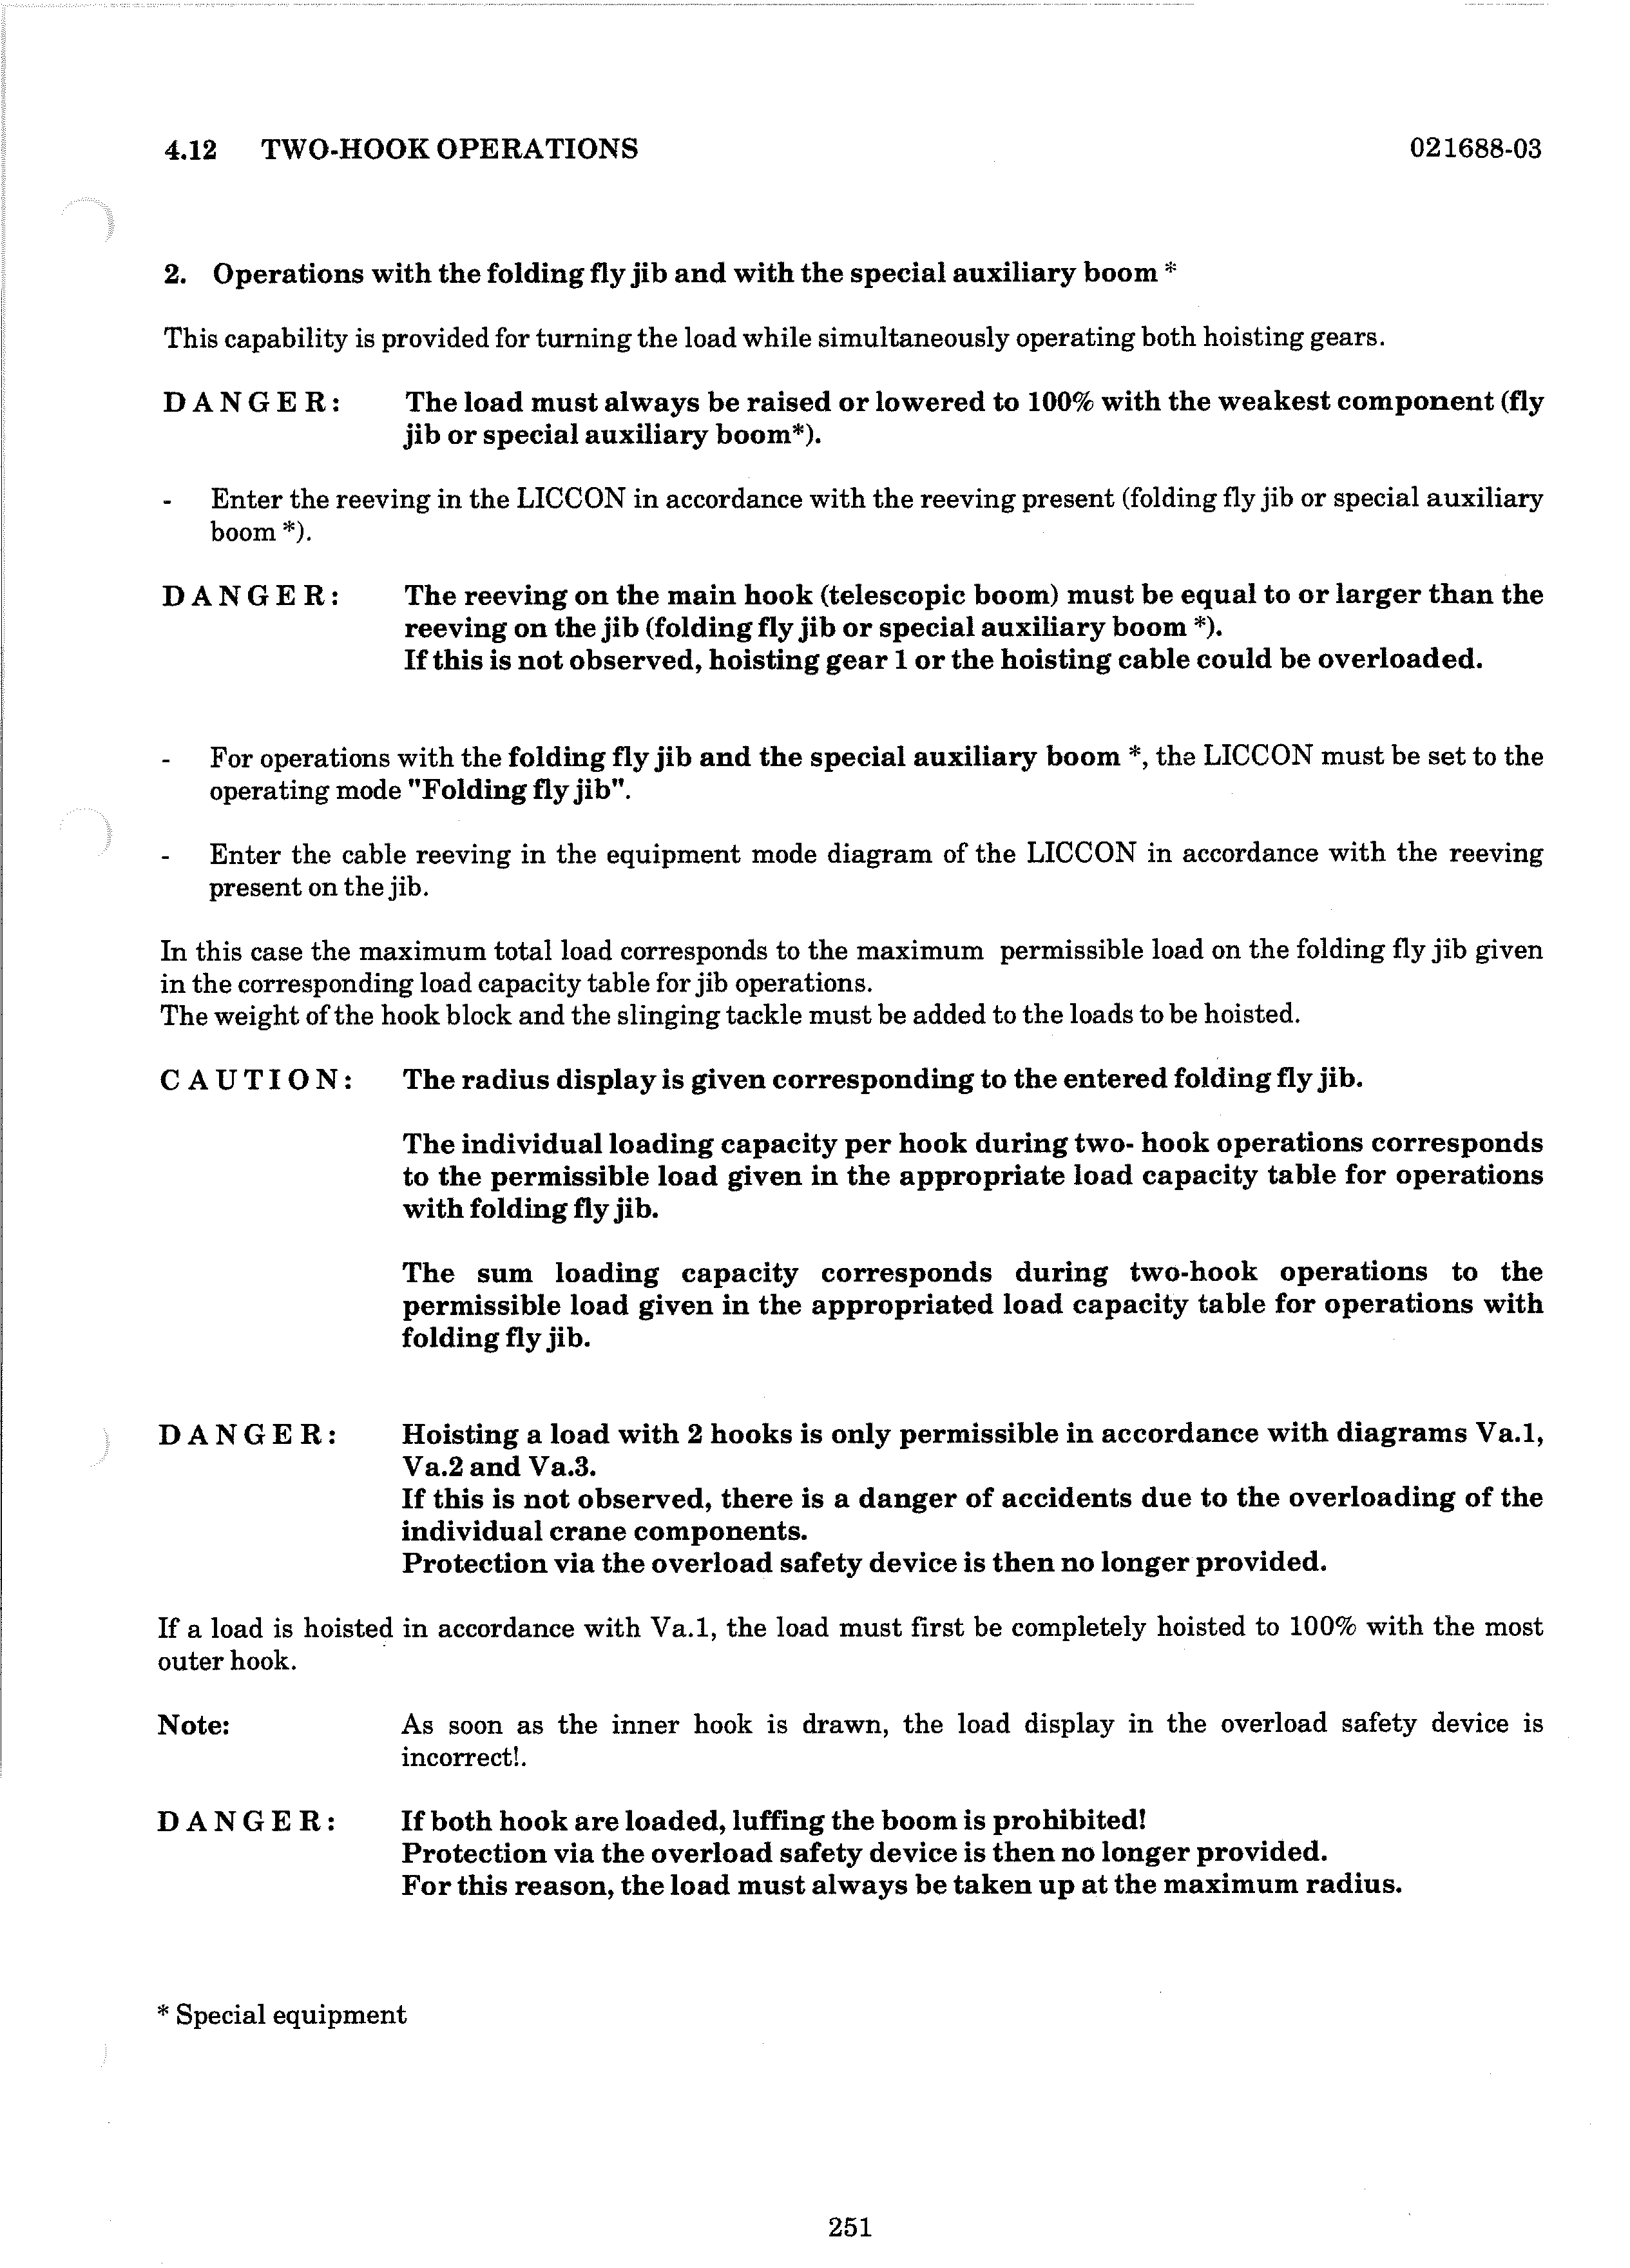 4.12 TWO-HOOK OPERATIONS 021688-03
2. Operations with the folding fly jib and with the special auxiliary boom *
This capability is provided for turning the load while simultaneously operating both hoisting gears.
DANGER: The load must always be raised or lowered to 100% with the weakest component (fly
jib or special auxiliary boom*).
- Enter the reeving in the LICCON in accordance with the reeving present (folding fly jib or special auxiliary
boom *).
DANGER: The reeving on the main hook (telescopic boom) must be equal to or larger than the
reeving on the jib (folding fly jib or special auxiliary boom *).
If this is not observed, hoisting gear 1 or the hoisting cable could be overloaded.
- For operations with the folding fly jib and the special auxiliary boom *, the LICCON must be set to the
operating mode "Folding fly jib".
- Enter the cable reeving in the equipment mode diagram of the LICCON in accordance with the reeving
present on the jib.
In this case the maximum total load corresponds to the maximum permissible load on the folding fly jib given
in the corresponding load capacity table for jib operations.
The weight of the hook block and the slinging tackle must be added to the loads to be hoisted.
CAUTION: The radius display is given corresponding to the entered folding fly jib.
The individual loading capacity per hook during two- hook operations corresponds
to the permissible load given in the appropriate load capacity table for operations
with folding fly jib.
The sum loading capacity corresponds during two-hook operations to the
permissible load given in the appropriated load capacity table for operations with
folding fly jib.
DANGER: Hoisting a load with 2 hooks is only permissible in accordance with diagrams Va.1,
Va.2 and Va.3.
If this is not observed, there is a danger of accidents due to the overloading of the
individual crane components.
Protection via the overload safety device is then no longer provided.
If a load is hoisted in accordance with Va.1, the load must first be completely hoisted to 100% with the most
outer hook.
Note: As soon as the inner hook is drawn, the load display in the overload safety device is
incorrect!.
DANGER: If both hook are loaded, luffing the boom is prohibited!
Protection via the overload safety device is then no longer provided.
For this reason, the load must always be taken up at the maximum radius.
* Special equipment
251